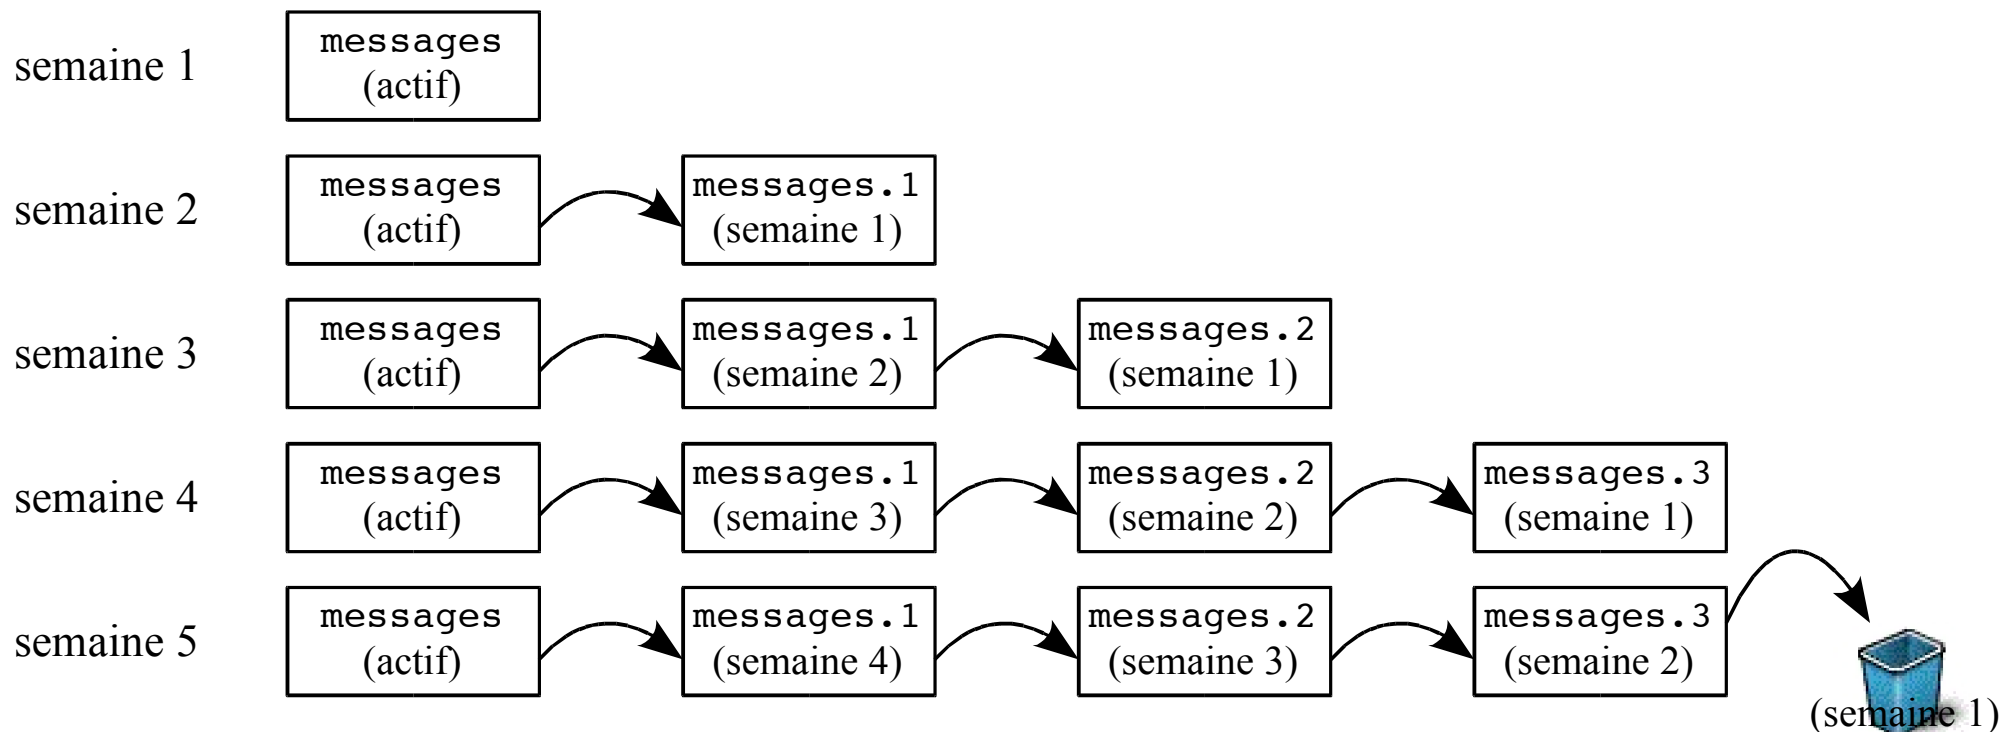 semaine 1
messages
(actif)
semaine 2
messages
(actif)
messages.1
(semaine 1)
semaine 3
messages
(actif)
messages.1
(semaine 2)
messages.2
(semaine 1)
semaine 4
messages
(actif)
messages.1
(semaine 3)
messages.2
(semaine 2)
messages.3
(semaine 1)
semaine 5
messages
(actif)
messages.1
(semaine 4)
messages.2
(semaine 3)
messages.3
(semaine 2)
(semaine 1)